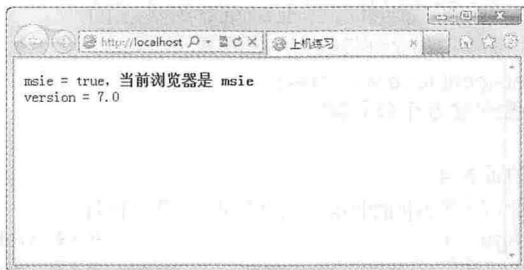 http://localhost
上机练习
msie = true, 当前浏览器是 msie
version = 7.0